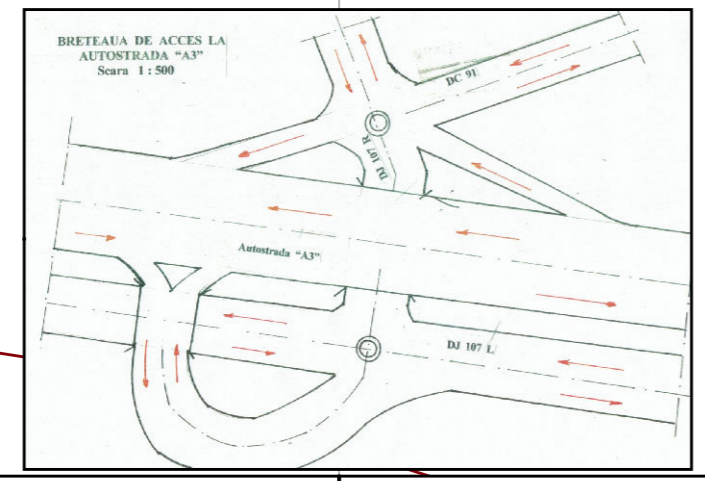 BRETEAUA DE ACCES LA
AUTOSTRADA "A3"
Scara 1 : 500
DC 91
DJ 107 R
Autostrada "A3"
DJ 107 L